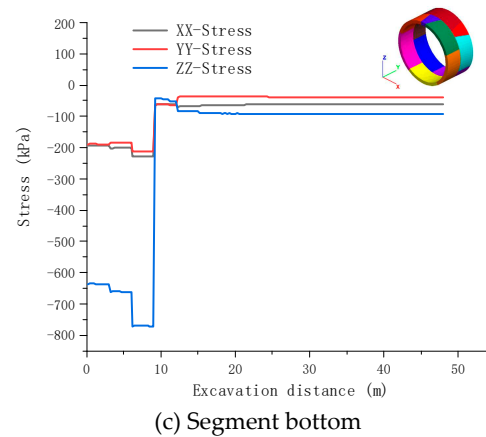 XX-Stress
YY-Stress
ZZ-Stress
Z
Y
X
200
100
0
-100
-200
-300
-400
-500
-600
-700
-800
Stress (kPa)
0 10 20 30 40 50
Excavation distance (m)
(c) Segment bottom